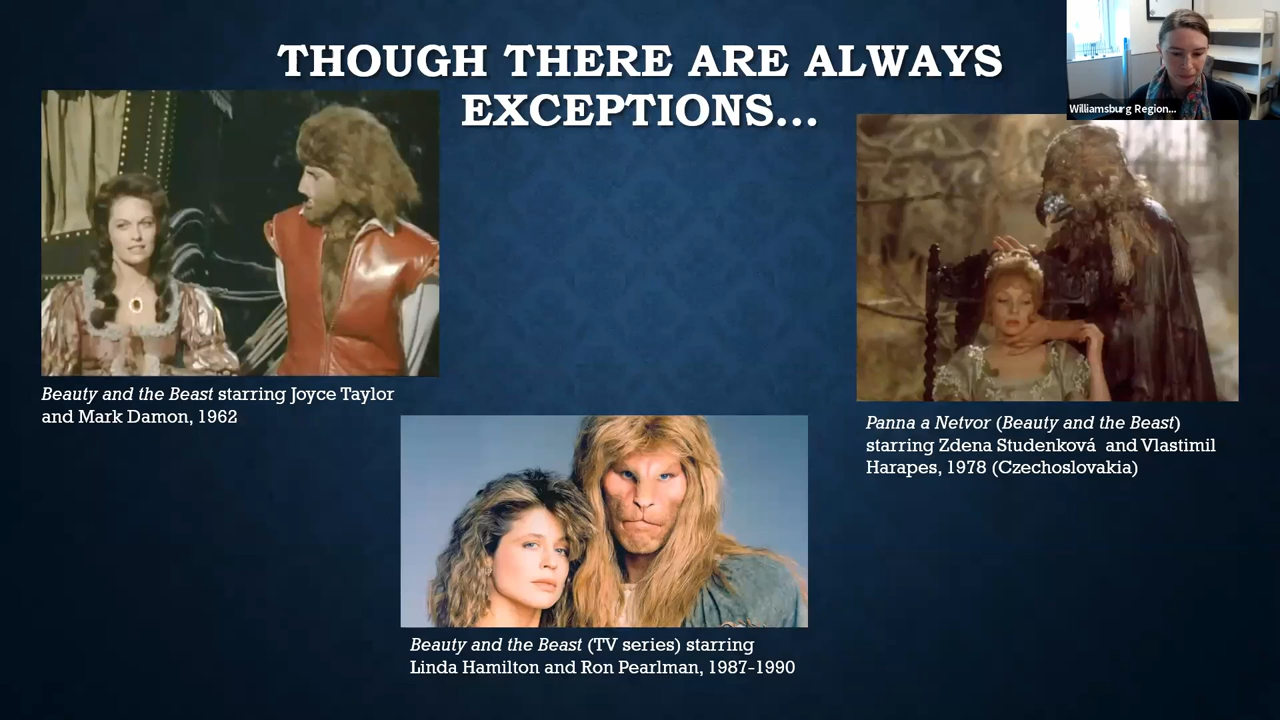 THOUGH THERE ARE ALWAYS
EXCEPTIONS...
Williamsburg Region...
Beauty and the Beast starring Joyce Taylor
and Mark Damon, 1962
Panna a Netvor (Beauty and the Beast)
starring Zdena Studenková and Vlastimil
Harapes, 1978 (Czechoslovakia)
Beauty and the Beast (TV series) starring
Linda Hamilton and Ron Pearlman, 1987-1990